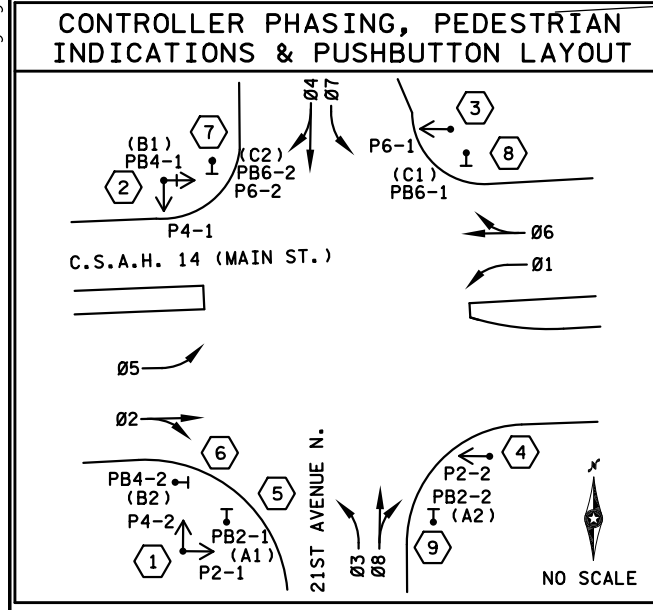 CONTROLLER PHASING, PEDESTRIAN
INDICATIONS & PUSHBUTTON LAYOUT
Ø4
Ø7
3
7
(B1)
PB4-1
2
(C2)
PB6-2
P6-2
P6-1
8
(C1)
PB6-1
P4-1
Ø6
C.S.A.H. 14 (MAIN ST.)
Ø1
Ø5
Ø2
6
PB4-2
(B2)
5
P4-2
PB2-1
(A1)
1
P2-1
21ST AVENUE N.
Ø3
Ø8
4
P2-2
PB2-2
(A2)
9
N
NO SCALE